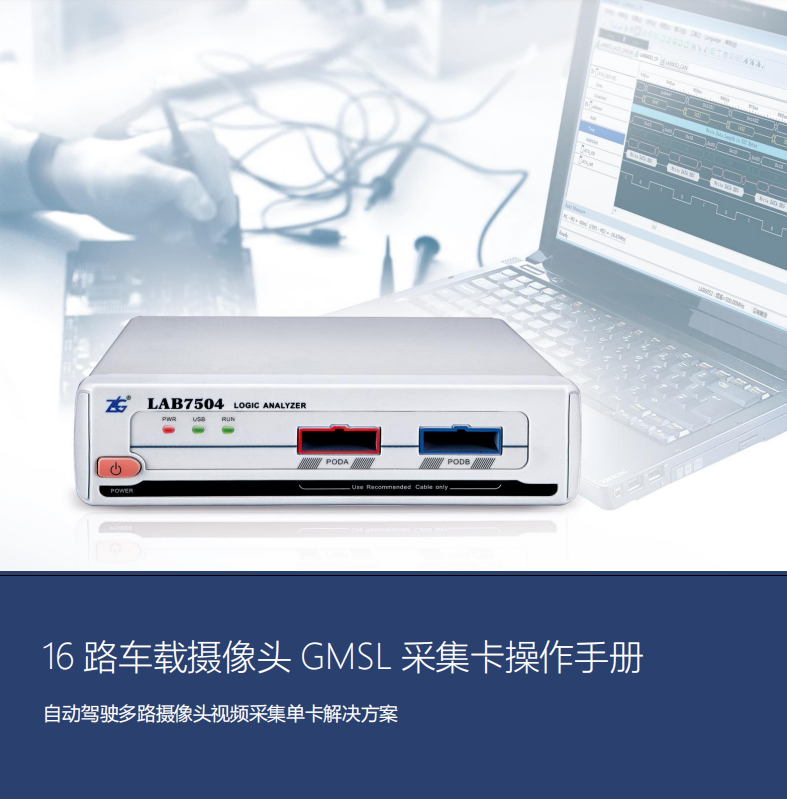 ZLG® LAB7504 LOGIC ANALYZER
PWR USB RUN
PODA PODB
POWER
Use Recommended Cable only
16 路车载摄像头 GMSL 采集卡操作手册
自动驾驶多路摄像头视频采集单卡解决方案